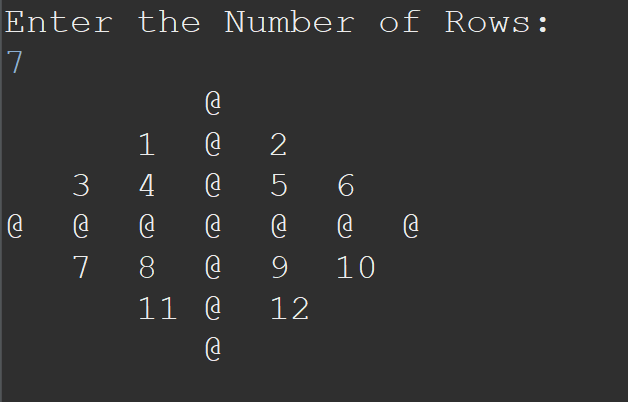 Enter the Number of Rows:
7
@
1 @ 2
3 4 @ 5 6
@ @ @ @ @ @ @
7 8 @ 9 10
11 @ 12
@